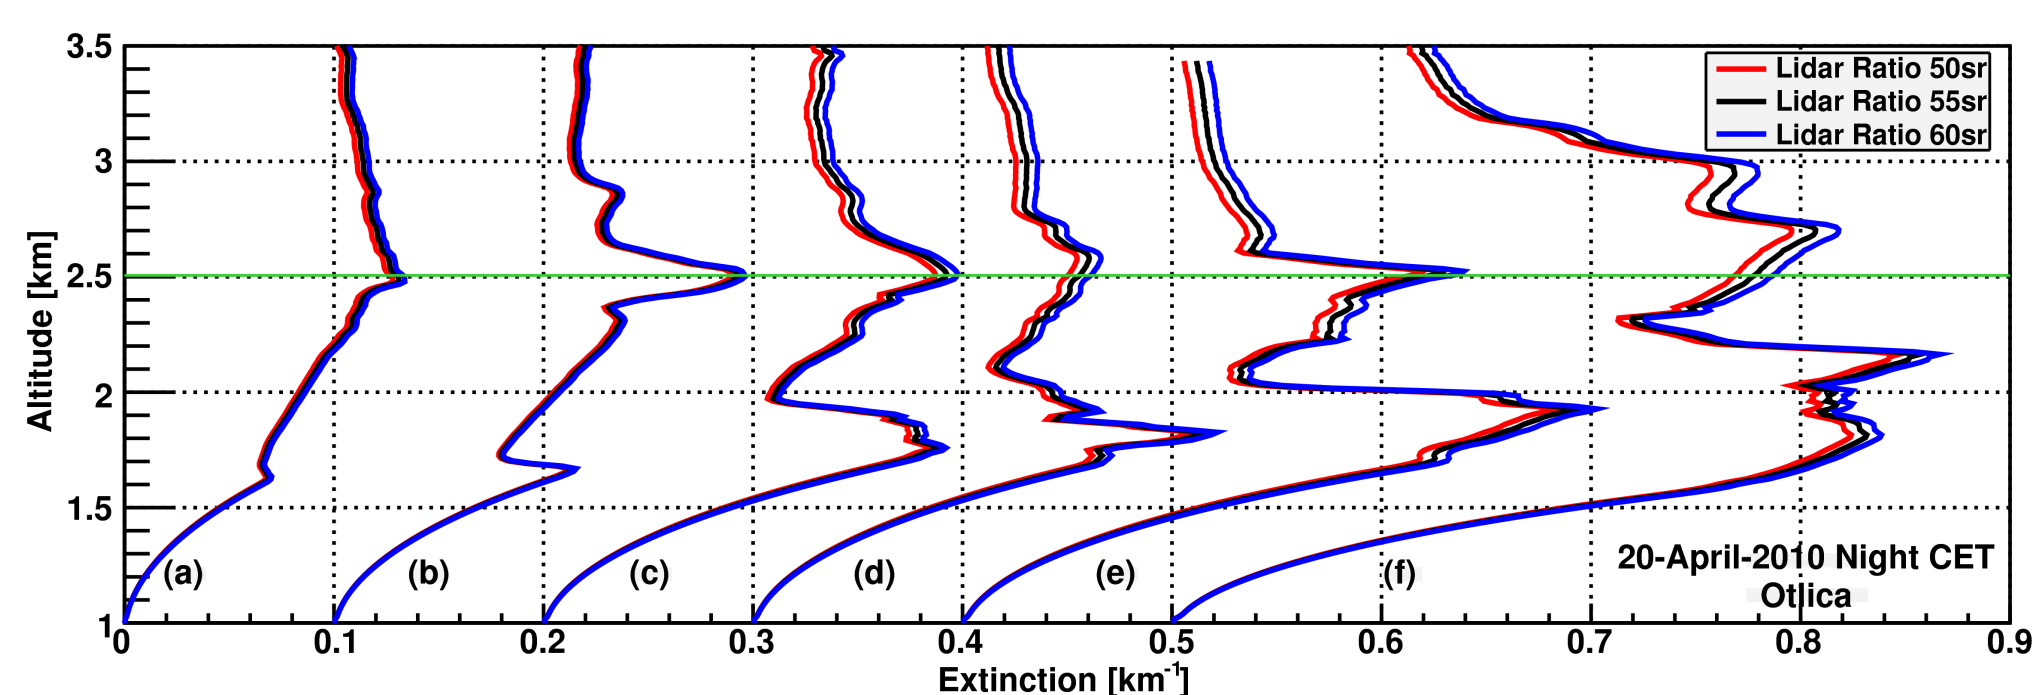 3.5
3
2.5
2
1.5
1
Altitude [km]
Lidar Ratio 50sr
Lidar Ratio 55sr
Lidar Ratio 60sr
(a) (b) (c) (d) (e) (f)
20-April-2010 Night CET
Otlica
0 0.1 0.2 0.3 0.4 0.5 0.6 0.7 0.8 0.9
Extinction [km⁻¹]